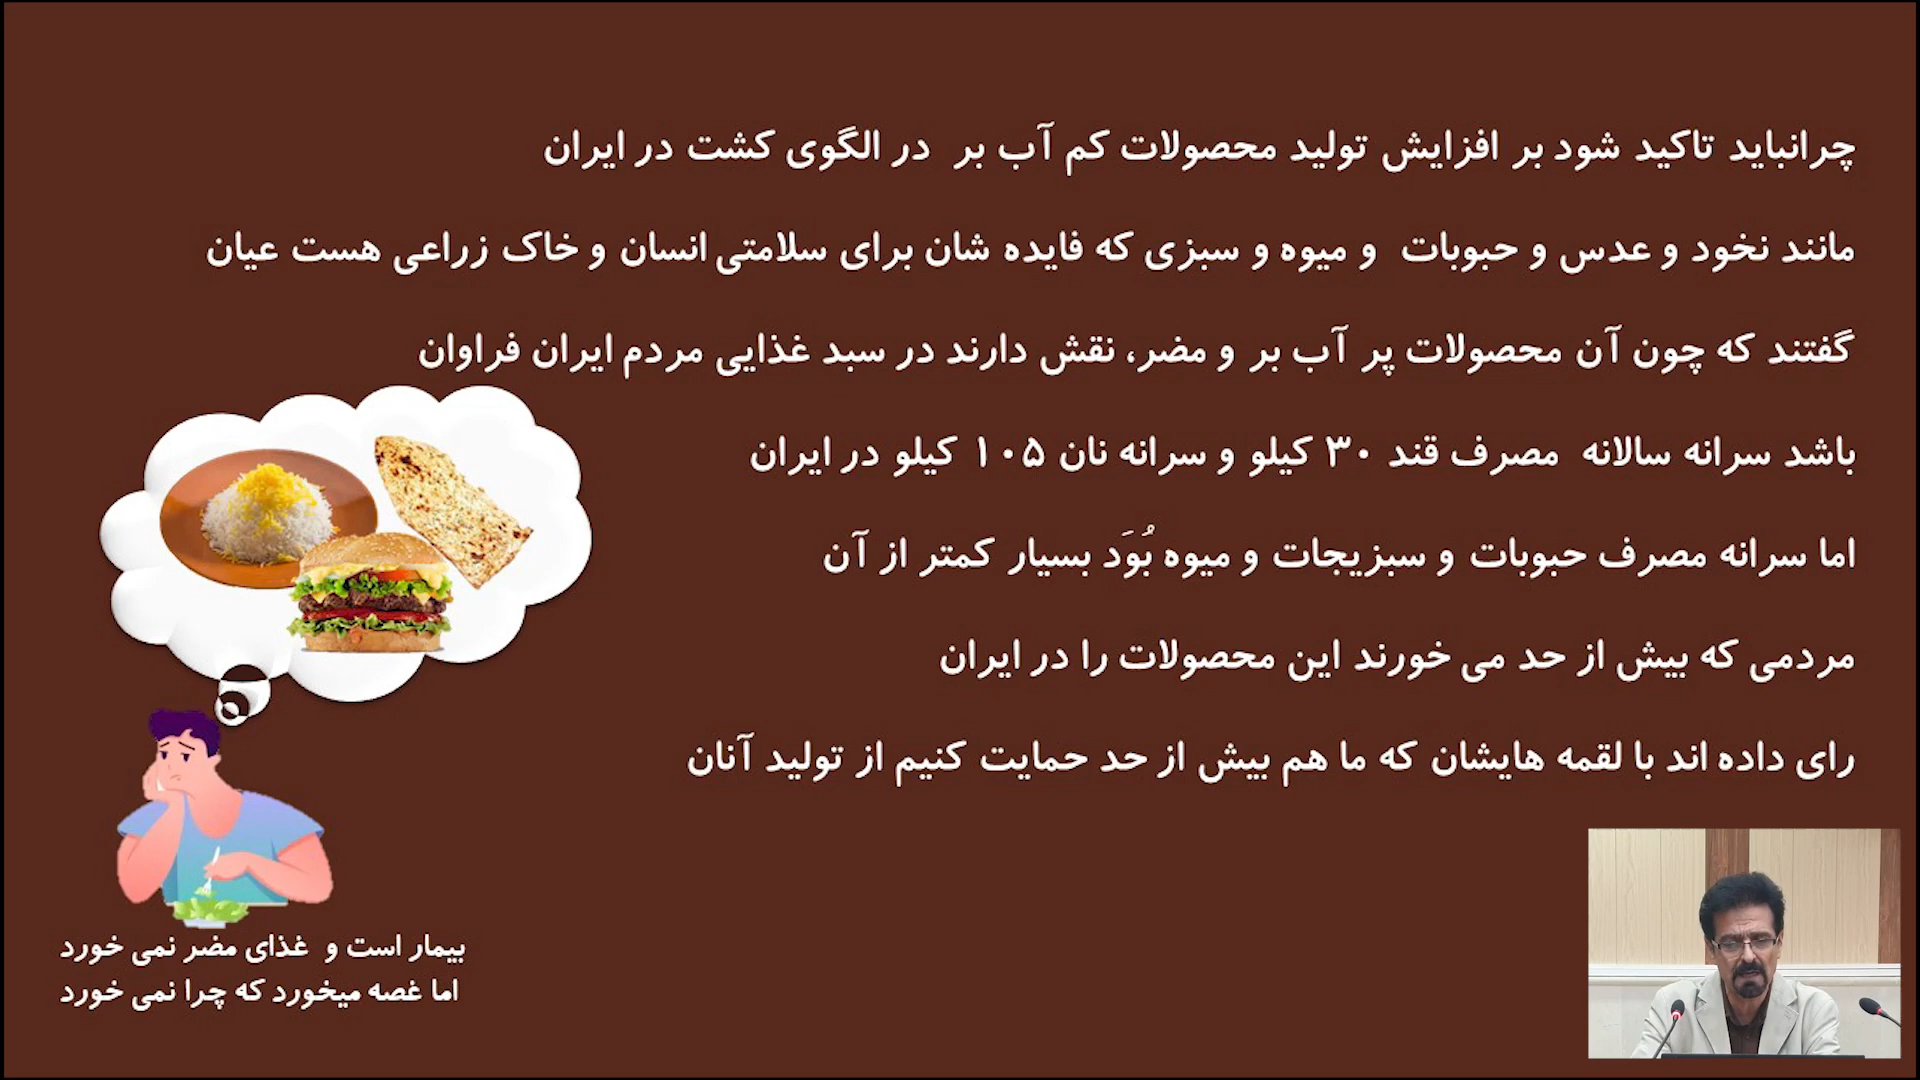 چرانباید تاکید شود بر افزایش تولید محصولات کم آب بر در الگوی کشت در ایران
مانند نخود و عدس و حبوبات و میوه و سبزی که فایده شان برای سلامتی انسان و خاک زراعی هست عیان
گفتند که چون آن محصولات پر آب بر و مضر، نقش دارند در سبد غذایی مردم ایران فراوان
باشد سرانه سالانه مصرف قند ۳۰ کیلو و سرانه نان ۱۰۵ کیلو در ایران
اما سرانه مصرف حبوبات و سبزیجات و میوه بُوَد بسیار کمتر از آن
مردمی که بیش از حد می خورند این محصولات را در ایران
رای داده اند با لقمه هایشان که ما هم بیش از حد حمایت کنیم از تولید آنان
بیمار است و غذای مضر نمی خورد
اما غصه میخورد که چرا نمی خورد